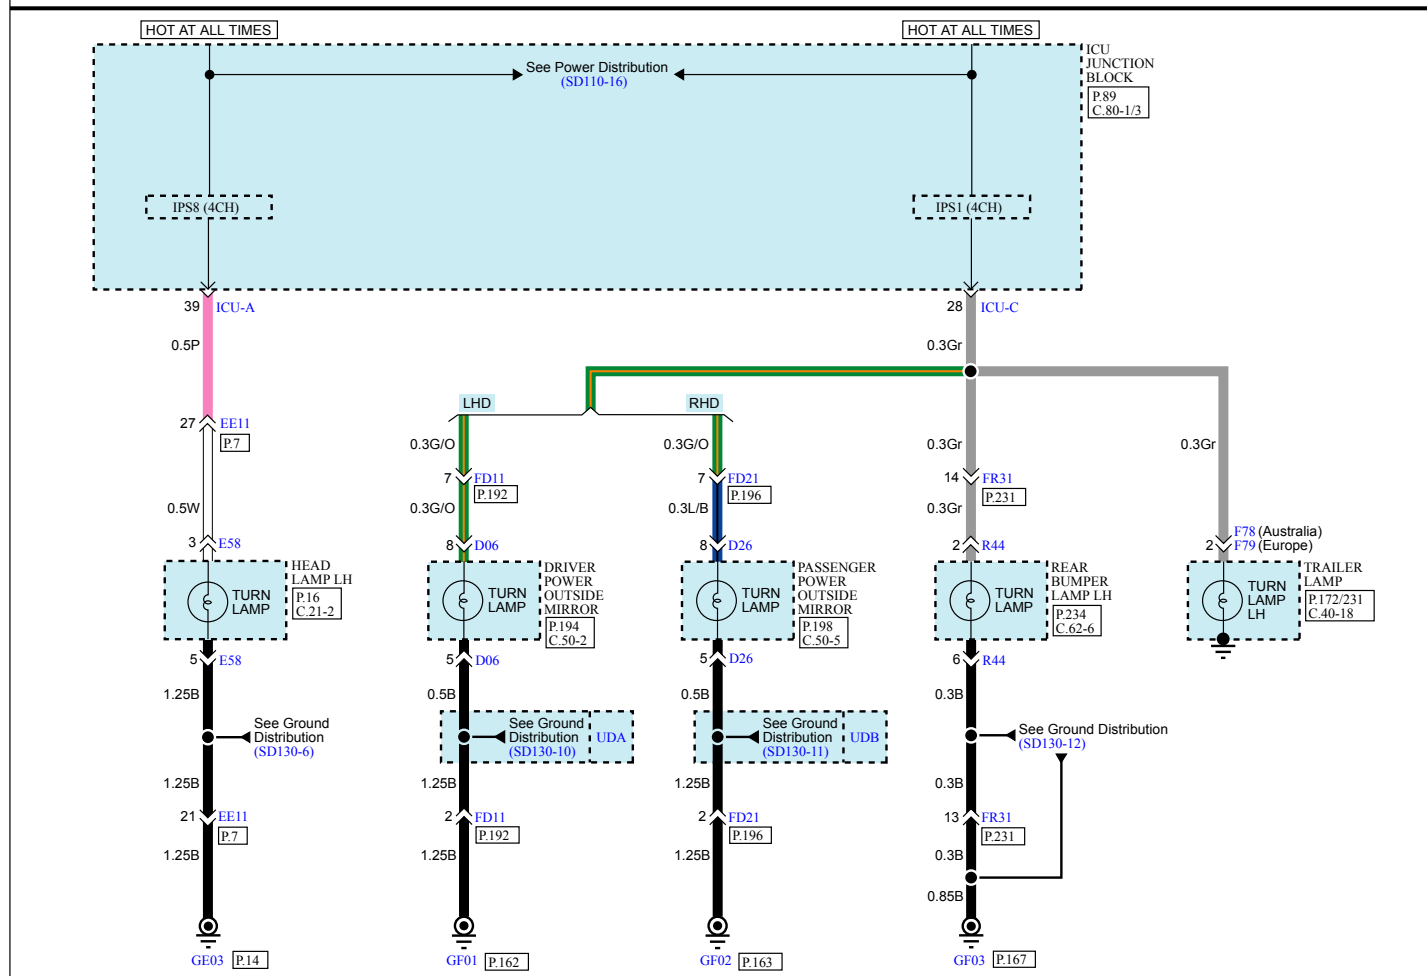 HOT AT ALL TIMES
HOT AT ALL TIMES
See Power Distribution
(SD110-16)
ICU
JUNCTION
BLOCK
P.89
C.80-1/3
IPS8 (4CH)
IPS1 (4CH)
39 ICU-A
28 ICU-C
0.5P
0.3Gr
LHD
RHD
27 EE11
P.7
0.3G/O
0.3G/O
0.3Gr
0.3Gr
7 FD11
P.192
7 FD21
P.196
14 FR31
P.231
0.5W
0.3G/O
0.3L/B
0.3Gr
3 E58
8 D06
8 D26
2 R44
F78 (Australia)
2 F79 (Europe)
TURN
LAMP
HEAD
LAMP LH
P.16
C.21-2
TURN
LAMP
DRIVER
POWER
OUTSIDE
MIRROR
P.194
C.50-2
TURN
LAMP
PASSENGER
POWER
OUTSIDE
MIRROR
P.198
C.50-5
TURN
LAMP
REAR
BUMPER
LAMP LH
P.234
C.62-6
TURN
LAMP
LH
TRAILER
LAMP
P.172/231
C.40-18
5 E58
5 D06
5 D26
6 R44
1.25B
0.5B
0.5B
0.3B
See Ground
Distribution
(SD130-6)
See Ground
Distribution
(SD130-10)
UDA
See Ground
Distribution
(SD130-11)
UDB
See Ground Distribution
(SD130-12)
1.25B
1.25B
1.25B
0.3B
21 EE11
P.7
2 FD11
P.192
2 FD21
P.196
13 FR31
P.231
1.25B
1.25B
1.25B
0.3B
0.85B
GE03 P.14
GF01 P.162
GF02 P.163
GF03 P.167